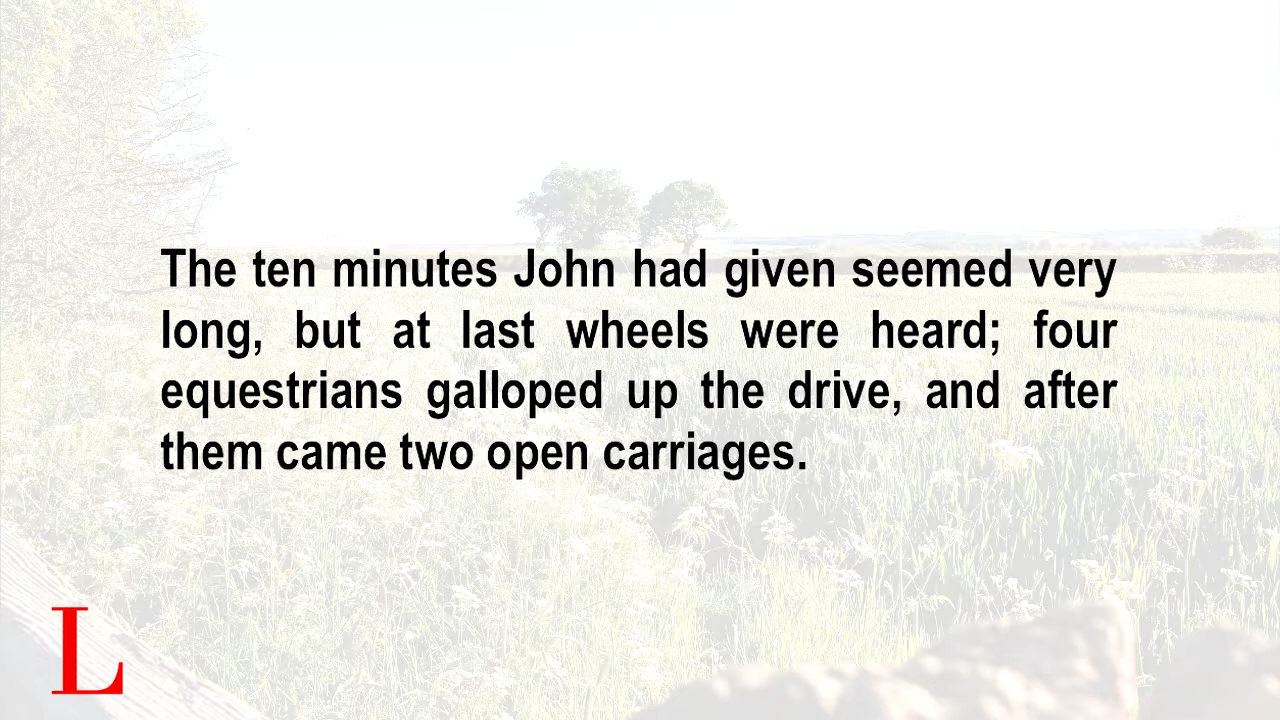 The ten minutes John had given seemed very
long, but at last wheels were heard; four
equestrians galloped up the drive, and after
them came two open carriages.
L